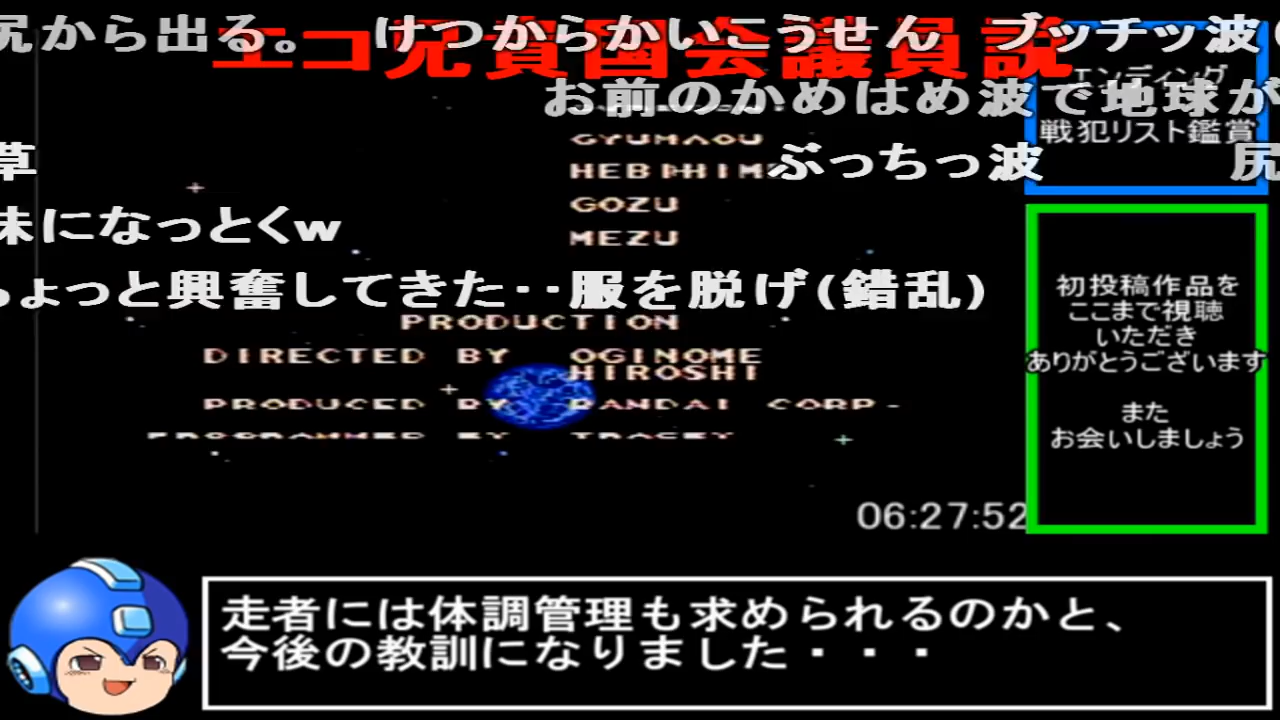 尻から出る。 けつからかいこうせん ブッチッ波
エコ兄貴国会議員説
エンディング
お前のかめはめ波で地球が
戦犯リスト鑑賞
GYUMAOU
草
HEBIHIME
ぶっちっ波
尻
GOZU
味になっとくw
MEZU
ちょっと興奮してきた‥服を脱げ(錯乱)
PRODUCTION
DIRECTED BY OGINOME
HIROSHI
PRODUCED BY BANDAI CORP.
PROGRAMMED BY TRACEY
初投稿作品を
ここまで視聴
いただき
ありがとうございます
また
お会いしましょう
06:27:52
走者には体調管理も求められるのかと、
今後の教訓になりました・・・